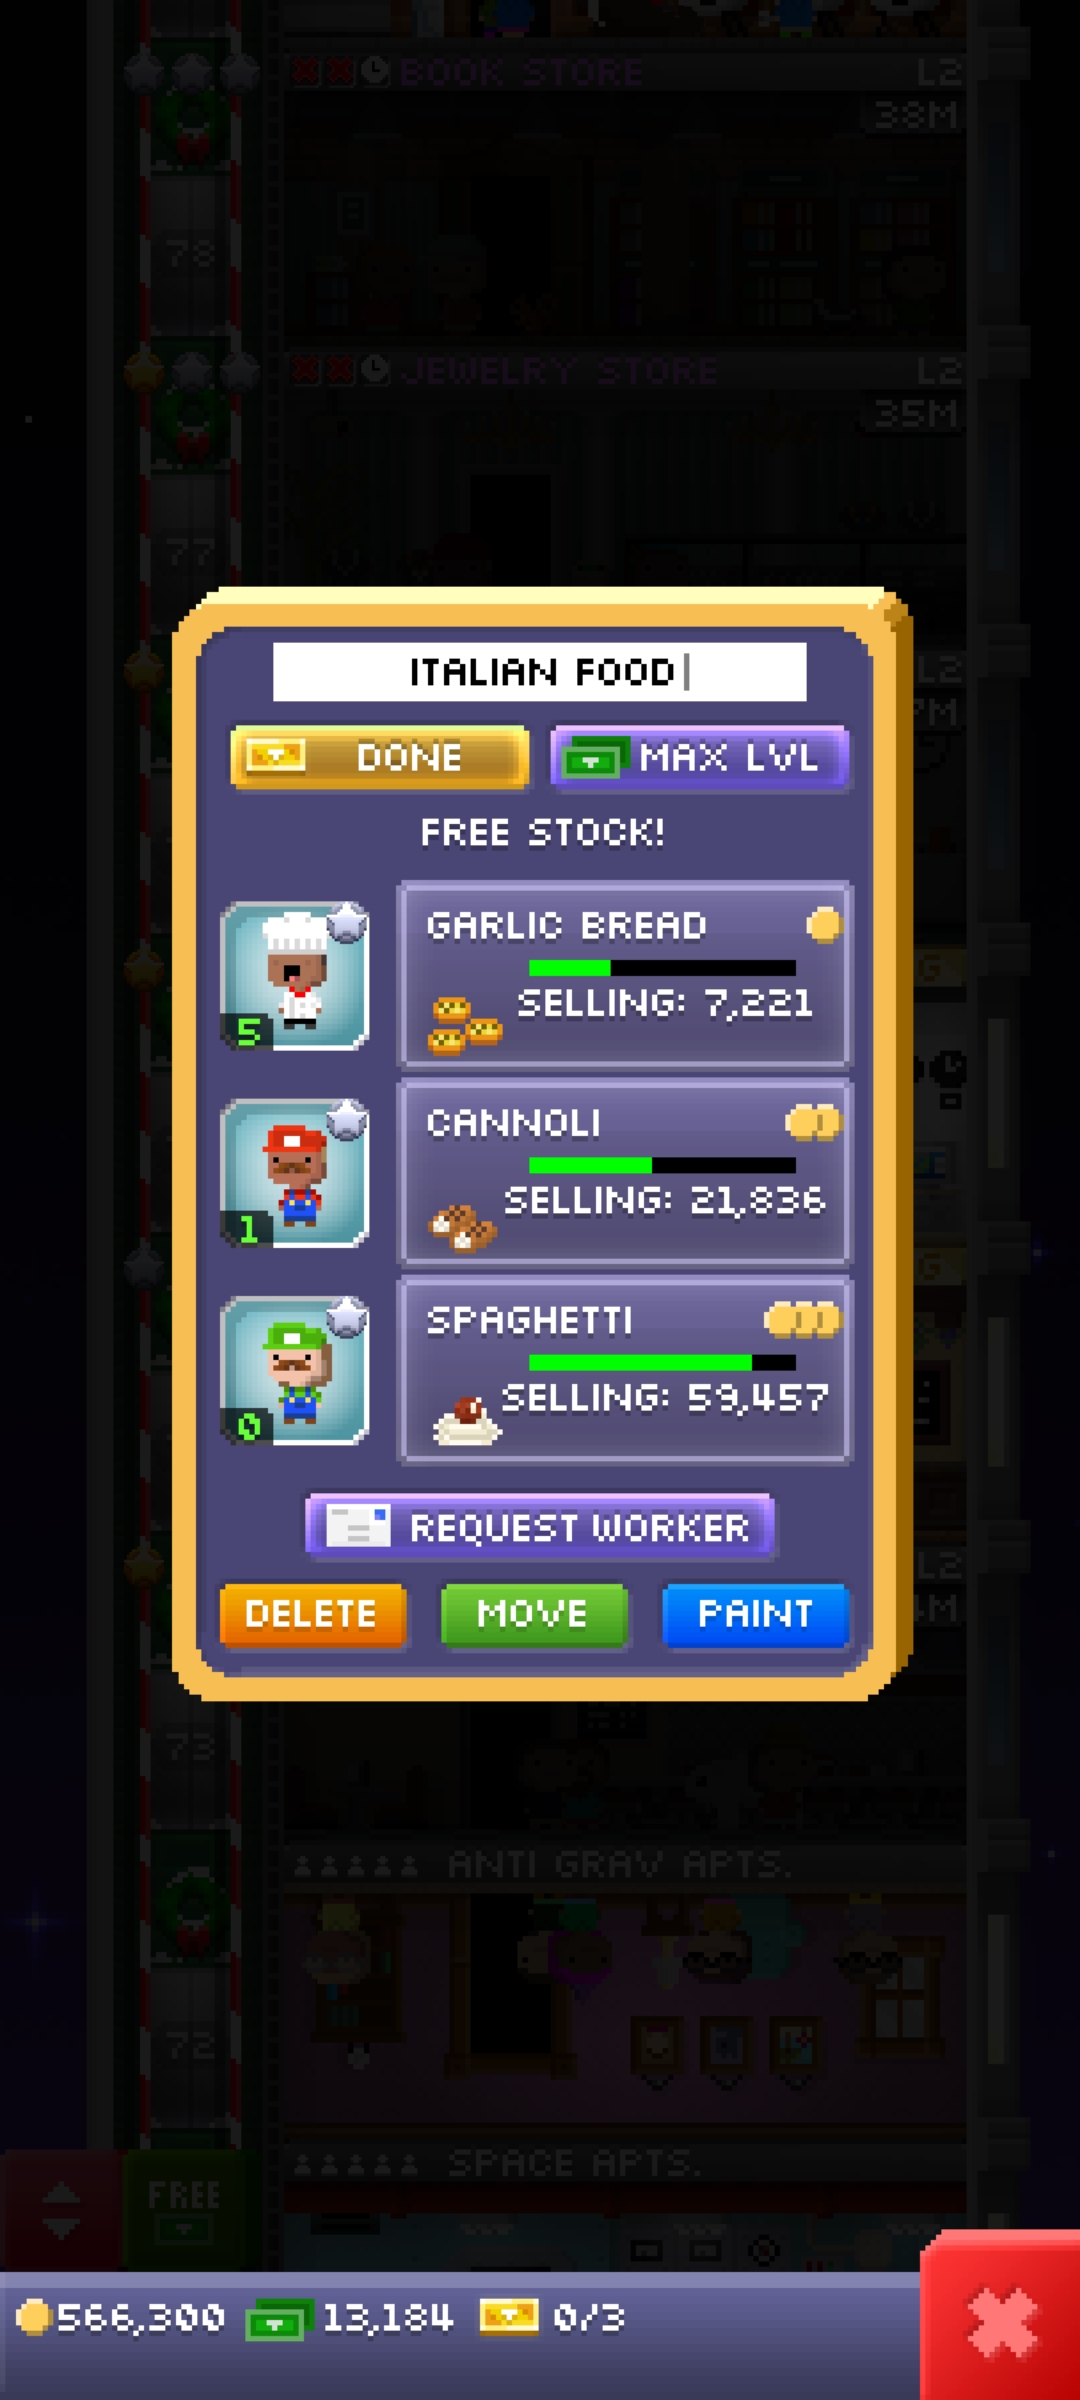 BOOK STORE L2
38M
78
JEWELRY STORE L2
35M
77
L2
ITALIAN FOOD
DONE
MAX LVL
FREE STOCK!
GARLIC BREAD
SELLING: 7,221
5
CANNOLI
SELLING: 21,836
1
SPAGHETTI
SELLING: 59,457
0
REQUEST WORKER
L2
DELETE
MOVE
PAINT
73
ANTI GRAV APTS.
72
SPACE APTS.
FREE
566,300
13,184
0/3